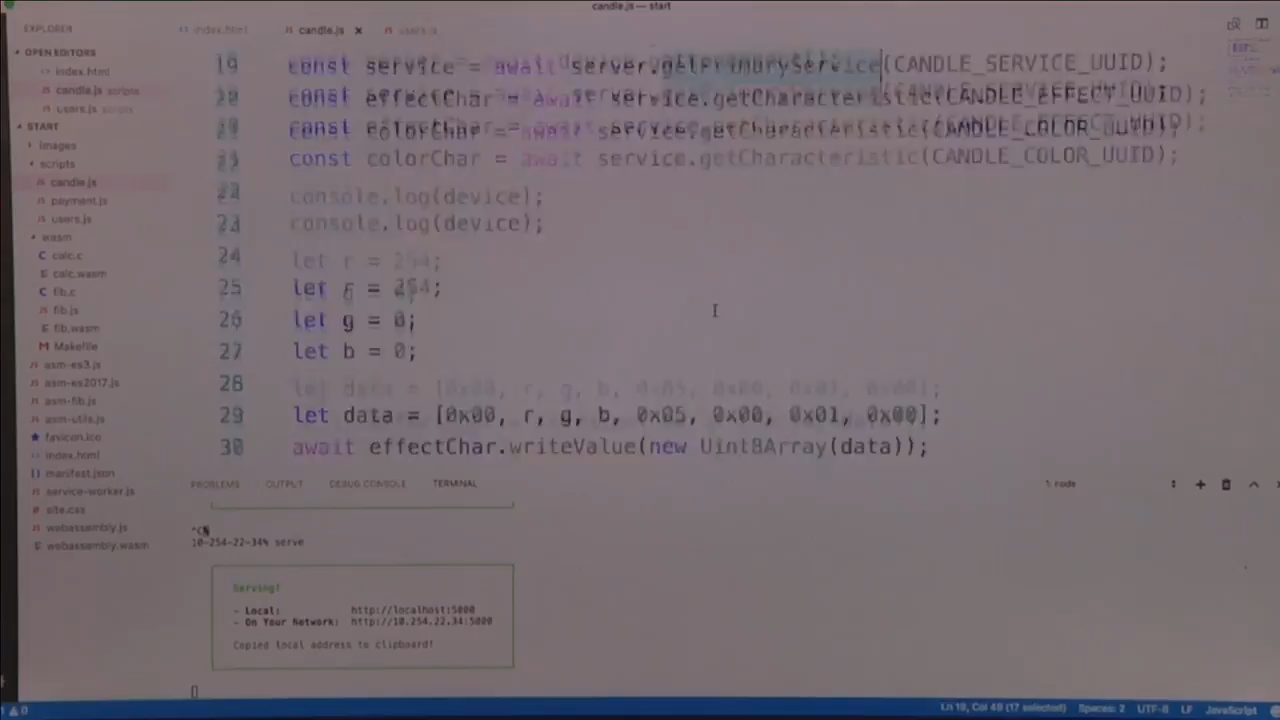 candle.js — start
EXPLORER
index.html
candle.js ×
users.js
OPEN EDITORS
index.html
candle.js scripts
users.js scripts
START
images
scripts
candle.js
payment.js
users.js
wasm
calc.c
calc.wasm
fib.c
fib.js
fib.wasm
Makefile
asm-es3.js
asm-es2017.js
asm-fib.js
asm-utils.js
favicon.ico
index.html
manifest.json
service-worker.js
site.css
webassembly.js
webassembly.wasm
19 const service = await server.getPrimaryService(CANDLE_SERVICE_UUID);
20 const effectChar = await service.getCharacteristic(CANDLE_EFFECT_UUID);
21 const colorChar = await service.getCharacteristic(CANDLE_COLOR_UUID);
const colorChar = await service.getCharacteristic(CANDLE_COLOR_UUID);
22 console.log(device);
23 console.log(device);
24 let r = 254;
25 let r = 254;
26 let g = 0;
27 let b = 0;
28 let data = [0x00, r, g, b, 0x05, 0x00, 0x01, 0x00];
29 let data = [0x00, r, g, b, 0x05, 0x00, 0x01, 0x00];
30 await effectChar.writeValue(new Uint8Array(data));
PROBLEMS OUTPUT DEBUG CONSOLE TERMINAL
1: node
^C
10-254-22-34% serve
Serving!
- Local: http://localhost:5000
- On Your Network: http://10.254.22.34:5000
Copied local address to clipboard!
0 Ln 19, Col 49 (17 selected) Spaces: 2 UTF-8 LF JavaScript